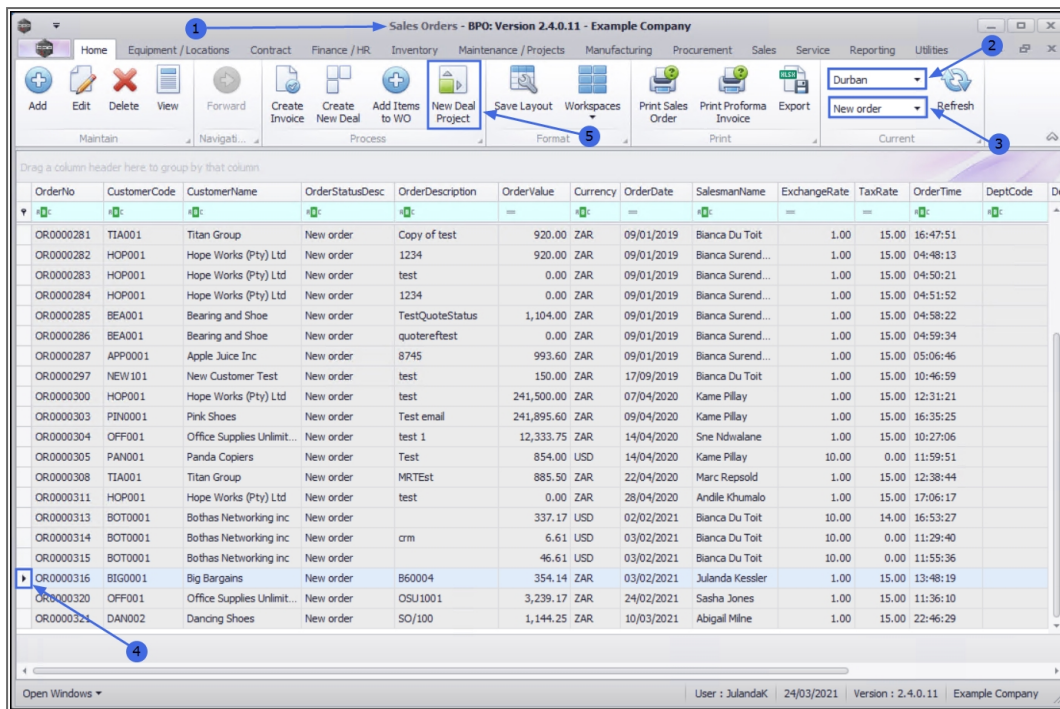 1
Sales Orders - BPO: Version 2.4.0.11 - Example Company
Home Equipment / Locations Contract Finance / HR Inventory Maintenance / Projects Manufacturing Procurement Sales Service Reporting Utilities
2
Add Edit Delete View Forward Create Invoice Create New Deal Add Items to WO New Deal Project Save Layout Workspaces Print Sales Order Print Proforma Invoice Export Durban New order Refresh
Maintain Navigati... Process Format Print Current
5
3
Drag a column header here to group by that column
OrderNo CustomerCode CustomerName OrderStatusDesc OrderDescription OrderValue Currency OrderDate SalesmanName ExchangeRate TaxRate OrderTime DeptCode
OR0000281 TIA001 Titan Group New order Copy of test 920.00 ZAR 09/01/2019 Bianca Du Toit 1.00 15.00 16:47:51
OR0000282 HOP001 Hope Works (Pty) Ltd New order 1234 920.00 ZAR 09/01/2019 Bianca Surend... 1.00 15.00 04:48:13
OR0000283 HOP001 Hope Works (Pty) Ltd New order test 0.00 ZAR 09/01/2019 Bianca Surend... 1.00 15.00 04:50:21
OR0000284 HOP001 Hope Works (Pty) Ltd New order 1234 0.00 ZAR 09/01/2019 Bianca Surend... 1.00 15.00 04:51:52
OR0000285 BEA001 Bearing and Shoe New order TestQuoteStatus 1,104.00 ZAR 09/01/2019 Bianca Surend... 1.00 15.00 04:58:22
OR0000286 BEA001 Bearing and Shoe New order quotereftest 0.00 ZAR 09/01/2019 Bianca Surend... 1.00 15.00 04:59:34
OR0000287 APP0001 Apple Juice Inc New order 8745 993.60 ZAR 09/01/2019 Bianca Surend... 1.00 15.00 05:06:46
OR0000297 NEW101 New Customer Test New order test 150.00 ZAR 17/09/2019 Bianca Du Toit 1.00 15.00 10:46:59
OR0000300 HOP001 Hope Works (Pty) Ltd New order test 241,500.00 ZAR 07/04/2020 Kame Pillay 1.00 15.00 12:31:21
OR0000303 PIN0001 Pink Shoes New order Test email 241,895.60 ZAR 09/04/2020 Kame Pillay 1.00 15.00 16:35:25
OR0000304 OFF001 Office Supplies Unlimit... New order test 1 12,333.75 ZAR 14/04/2020 Sne Ndwalane 1.00 15.00 10:27:06
OR0000305 PAN001 Panda Copiers New order Test 854.00 USD 14/04/2020 Kame Pillay 10.00 0.00 11:59:51
OR0000308 TIA001 Titan Group New order MRTEst 885.50 ZAR 22/04/2020 Marc Repsold 1.00 15.00 12:38:44
OR0000311 HOP001 Hope Works (Pty) Ltd New order test 0.00 ZAR 28/04/2020 Andile Khumalo 1.00 15.00 17:06:17
OR0000313 BOT0001 Bothas Networking inc New order 337.17 USD 02/02/2021 Bianca Du Toit 10.00 14.00 16:53:27
OR0000314 BOT0001 Bothas Networking inc New order crm 6.61 USD 03/02/2021 Bianca Du Toit 10.00 0.00 11:29:40
OR0000315 BOT0001 Bothas Networking inc New order 46.61 USD 03/02/2021 Bianca Du Toit 10.00 0.00 11:55:36
OR0000316 BIG0001 Big Bargains New order B60004 354.14 ZAR 03/02/2021 Julanda Kessler 1.00 15.00 13:48:19
OR0000320 OFF001 Office Supplies Unlimit... New order OSU1001 3,239.17 ZAR 24/02/2021 Sasha Jones 1.00 15.00 11:36:10
OR0000321 DAN002 Dancing Shoes New order SO/100 1,144.25 ZAR 10/03/2021 Abigail Milne 1.00 15.00 22:46:29
4
Open Windows User : JulandaK 24/03/2021 Version : 2.4.0.11 Example Company